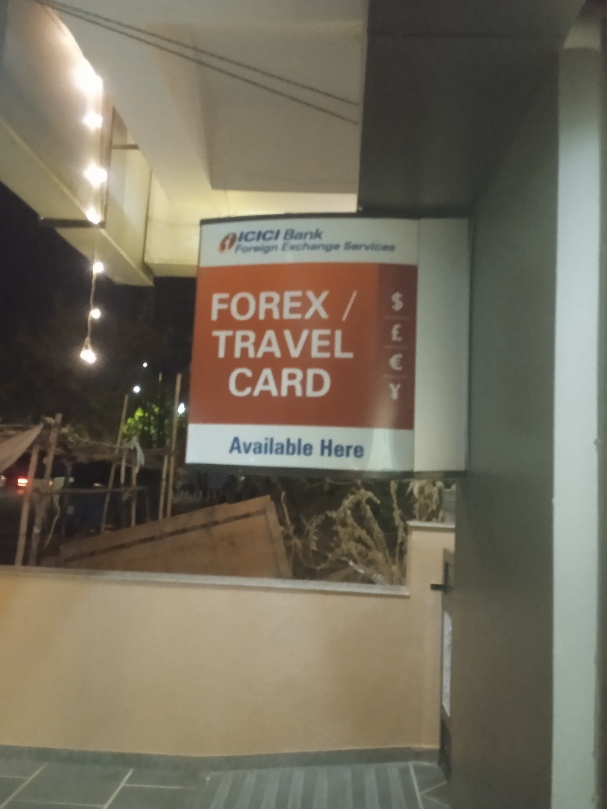 ICICI Bank
Foreign Exchange Services
FOREX /
TRAVEL
CARD
$
£
€
¥
Available Here